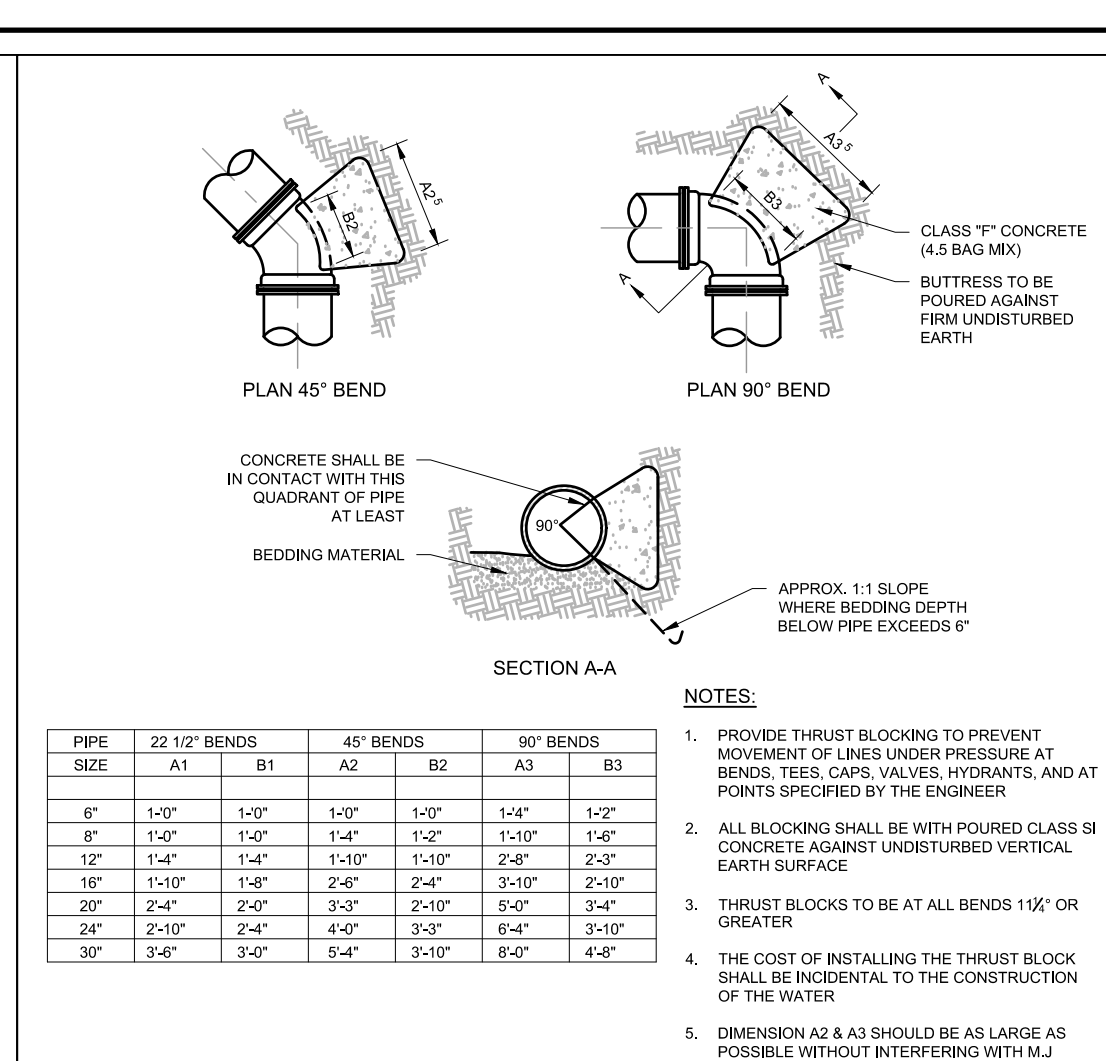 A
A
A2⁵
B2
A3⁵
B3
CLASS "F" CONCRETE
(4.5 BAG MIX)
BUTTRESS TO BE
POURED AGAINST
FIRM UNDISTURBED
EARTH
PLAN 45° BEND
PLAN 90° BEND
CONCRETE SHALL BE
IN CONTACT WITH THIS
QUADRANT OF PIPE
AT LEAST
90°
BEDDING MATERIAL
APPROX. 1:1 SLOPE
WHERE BEDDING DEPTH
BELOW PIPE EXCEEDS 6"
SECTION A-A
PIPE 22 1/2° BENDS 45° BENDS 90° BENDS
SIZE A1 B1 A2 B2 A3 B3
6" 1-'0" 1-'0" 1-'0" 1-'0" 1-'4" 1-'2"
8" 1'-0" 1'-0" 1'-4" 1'-2" 1'-10" 1'-6"
12" 1'-4" 1'-4" 1'-10" 1'-10" 2'-8" 2'-3"
16" 1'-10" 1'-8" 2'-6" 2'-4" 3'-10" 2'-10"
20" 2'-4" 2'-0" 3'-3" 2'-10" 5'-0" 3'-4"
24" 2'-10" 2'-4" 4'-0" 3'-3" 6'-4" 3'-10"
30" 3'-6" 3'-0" 5'-4" 3'-10" 8'-0" 4'-8"
NOTES:
1. PROVIDE THRUST BLOCKING TO PREVENT
MOVEMENT OF LINES UNDER PRESSURE AT
BENDS, TEES, CAPS, VALVES, HYDRANTS, AND AT
POINTS SPECIFIED BY THE ENGINEER
2. ALL BLOCKING SHALL BE WITH POURED CLASS SI
CONCRETE AGAINST UNDISTURBED VERTICAL
EARTH SURFACE
3. THRUST BLOCKS TO BE AT ALL BENDS 11¼° OR
GREATER
4. THE COST OF INSTALLING THE THRUST BLOCK
SHALL BE INCIDENTAL TO THE CONSTRUCTION
OF THE WATER
5. DIMENSION A2 & A3 SHOULD BE AS LARGE AS
POSSIBLE WITHOUT INTERFERING WITH M.J